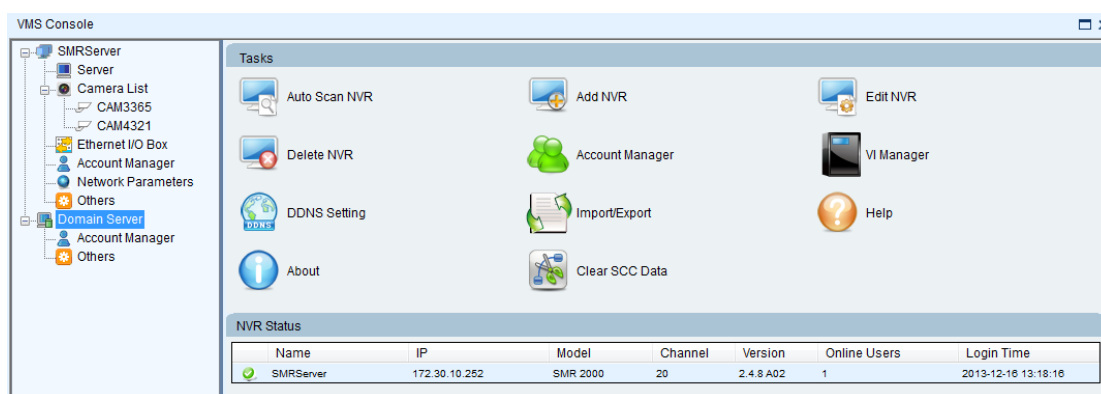 VMS Console
SMRServer
Server
Camera List
CAM3365
CAM4321
Ethernet I/O Box
Account Manager
Network Parameters
Others
Domain Server
Account Manager
Others
Tasks
Auto Scan NVR
Add NVR
Edit NVR
Delete NVR
Account Manager
VI Manager
DDNS
DDNS Setting
Import/Export
Help
About
Clear SCC Data
NVR Status
Name IP Model Channel Version Online Users Login Time
SMRServer 172.30.10.252 SMR 2000 20 2.4.8 A02 1 2013-12-16 13:18:16